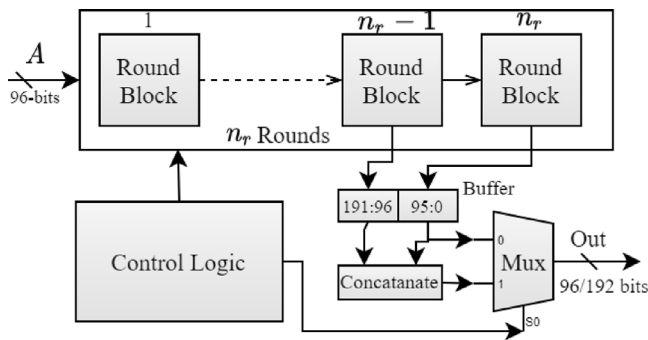 1
n_r − 1
n_r
A
96-bits
Round
Block
Round
Block
Round
Block
n_r Rounds
Buffer
191:96
95:0
Control Logic
Concatanate
0
1
Mux
S0
Out
96/192 bits